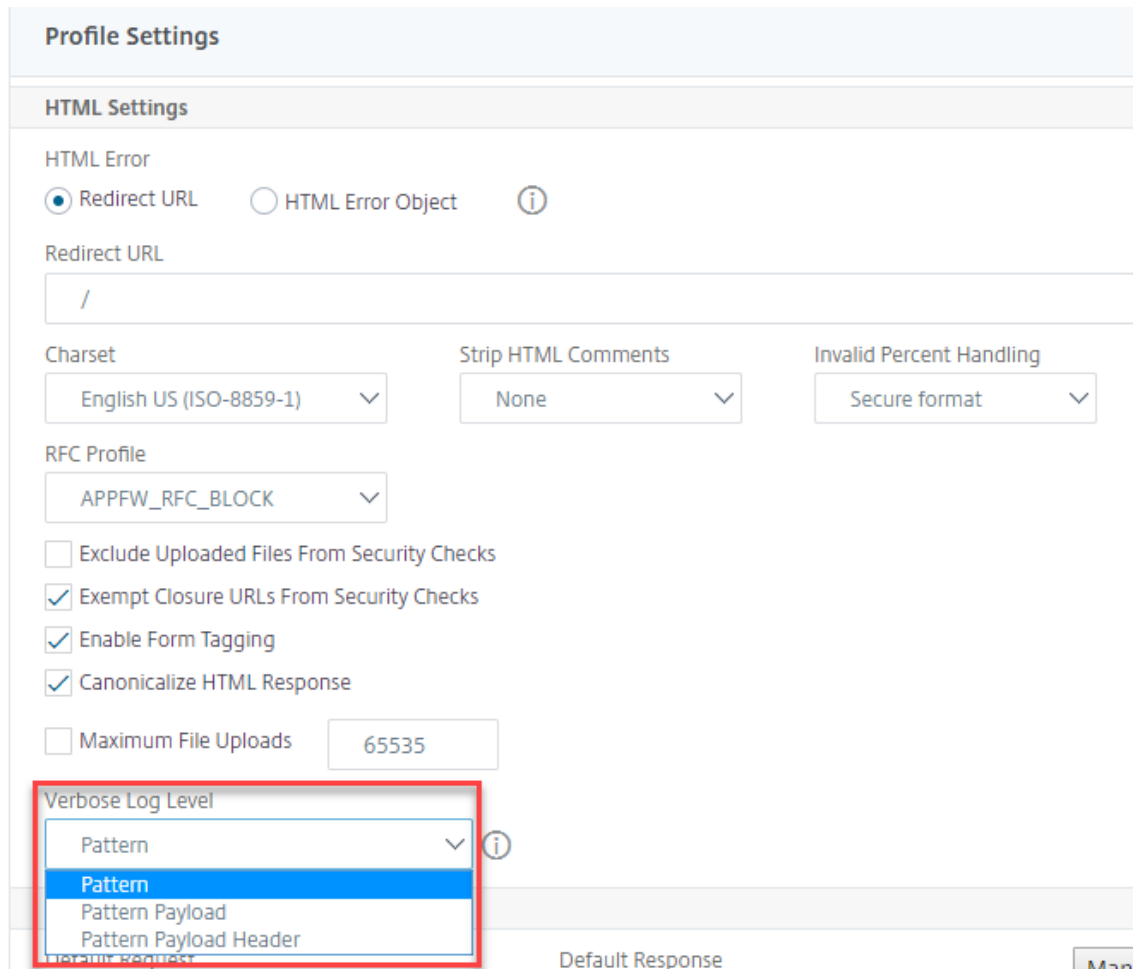 Profile Settings
HTML Settings
HTML Error
Redirect URL HTML Error Object
Redirect URL
/
Charset Strip HTML Comments Invalid Percent Handling
English US (ISO-8859-1) None Secure format
RFC Profile
APPFW_RFC_BLOCK
Exclude Uploaded Files From Security Checks
Exempt Closure URLs From Security Checks
Enable Form Tagging
Canonicalize HTML Response
Maximum File Uploads 65535
Verbose Log Level
Pattern
Pattern
Pattern Payload
Pattern Payload Header
Default Request Default Response